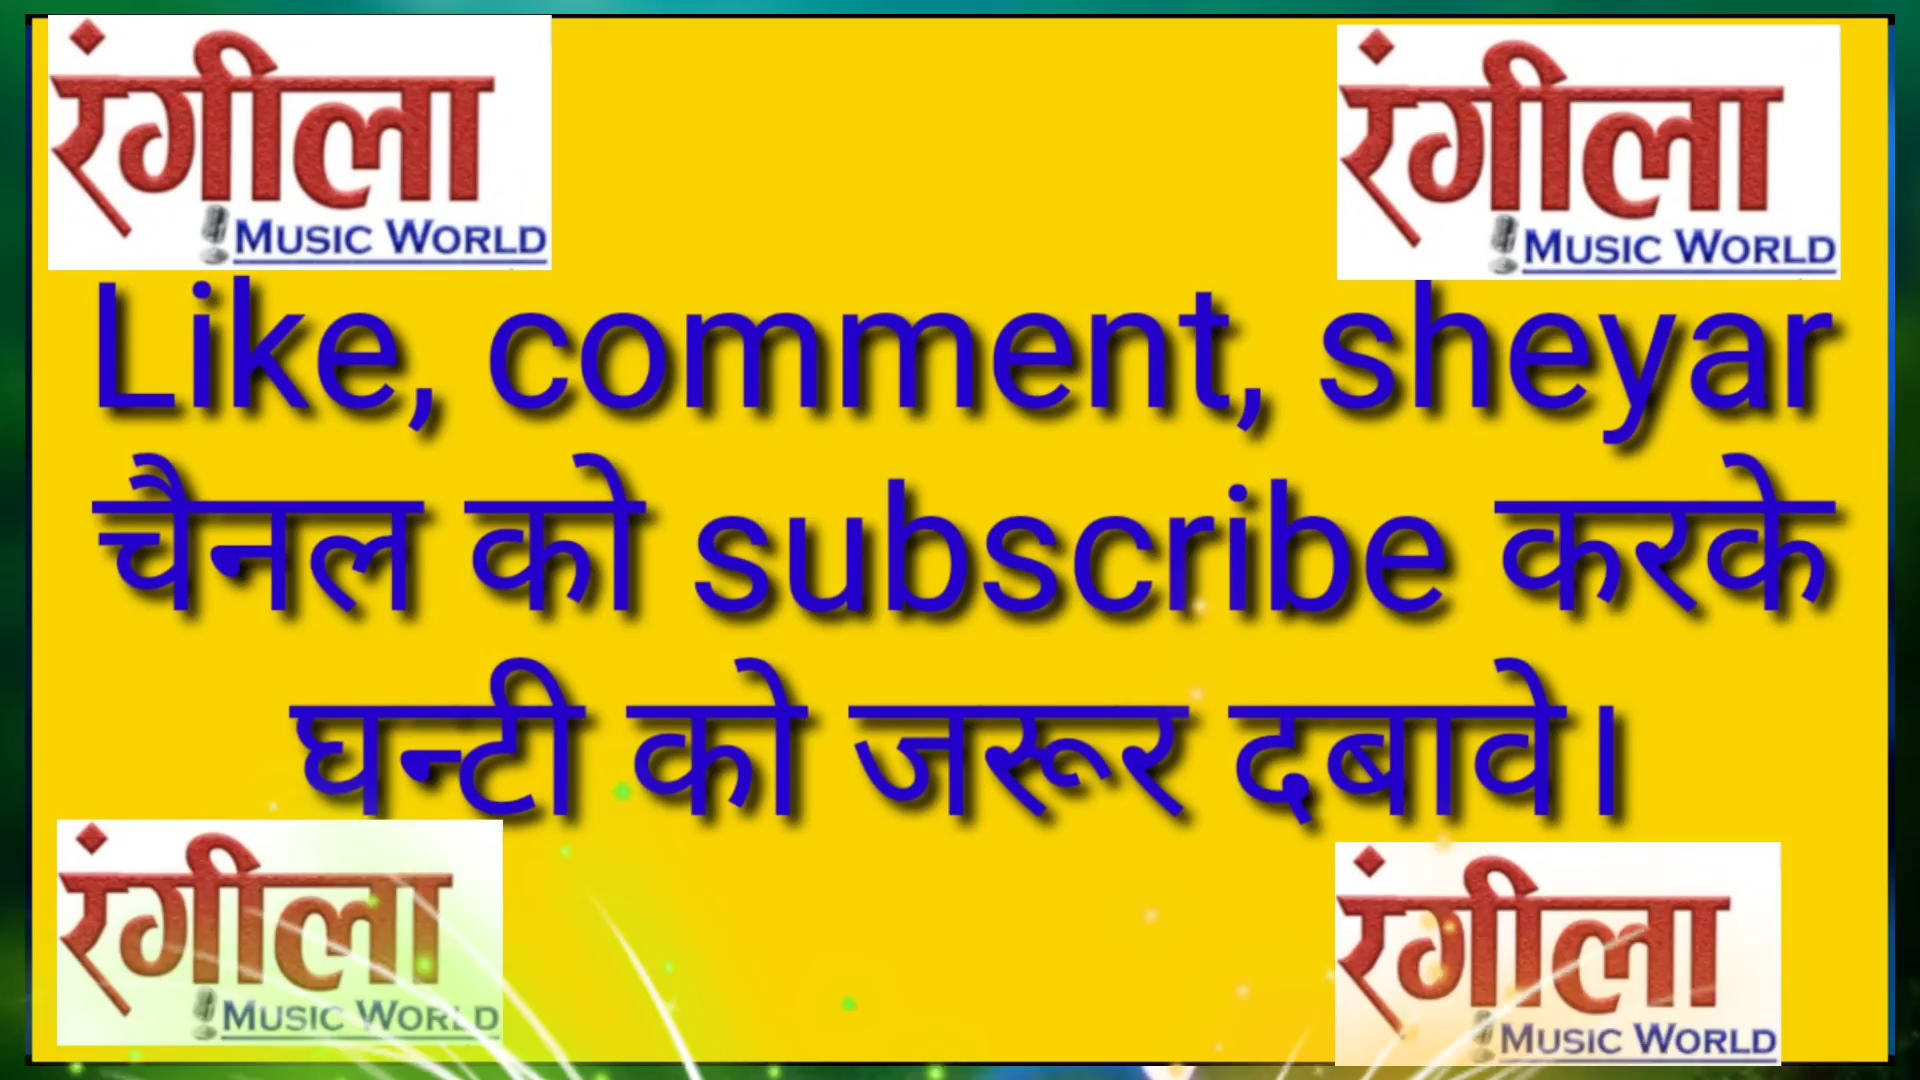 रंगीला
MUSIC WORLD
रंगीला
MUSIC WORLD
Like, comment, sheyar
चैनल को subscribe करके
घन्टी को जरूर दबावे।
रंगीला
MUSIC WORLD
रंगीला
MUSIC WORLD